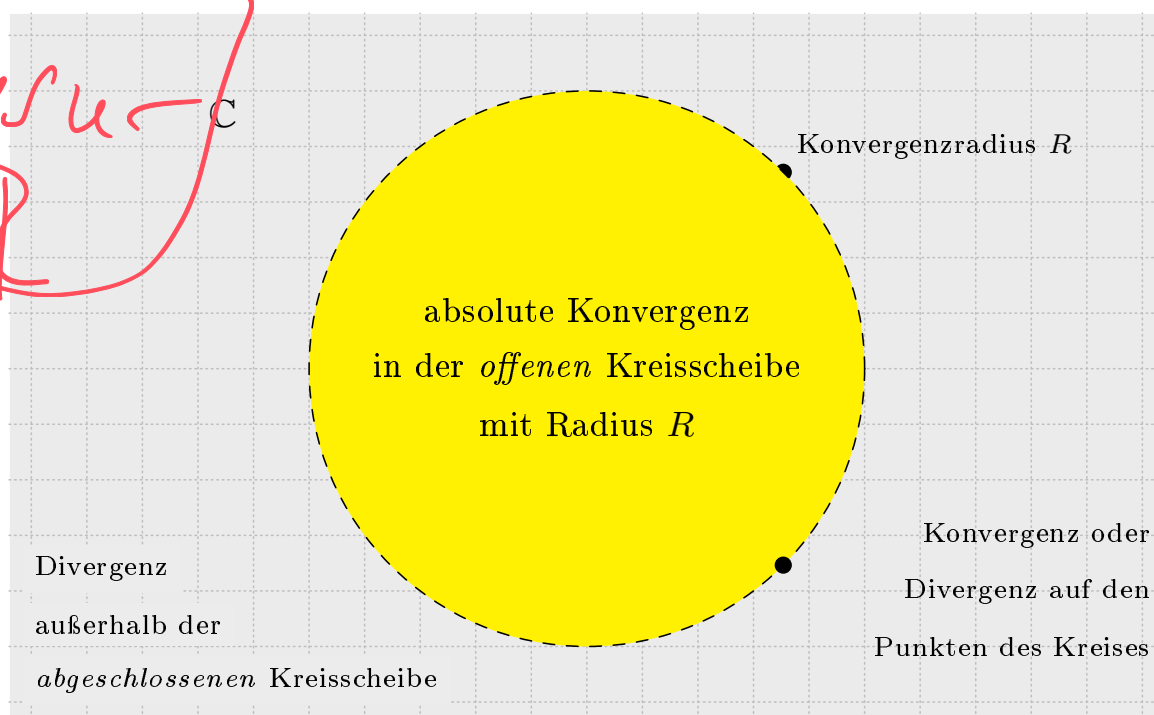 C
Konvergenzradius R
absolute Konvergenz
in der offenen Kreisscheibe
mit Radius R
Konvergenz oder
Divergenz auf den
Punkten des Kreises
Divergenz
außerhalb der
abgeschlossenen Kreisscheibe